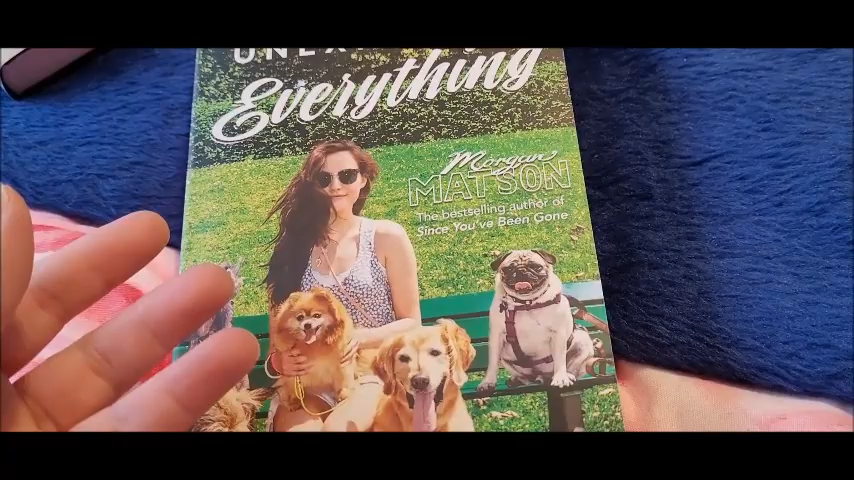 Everything
Morgan
MATSON
The bestselling author of
Since You've Been Gone